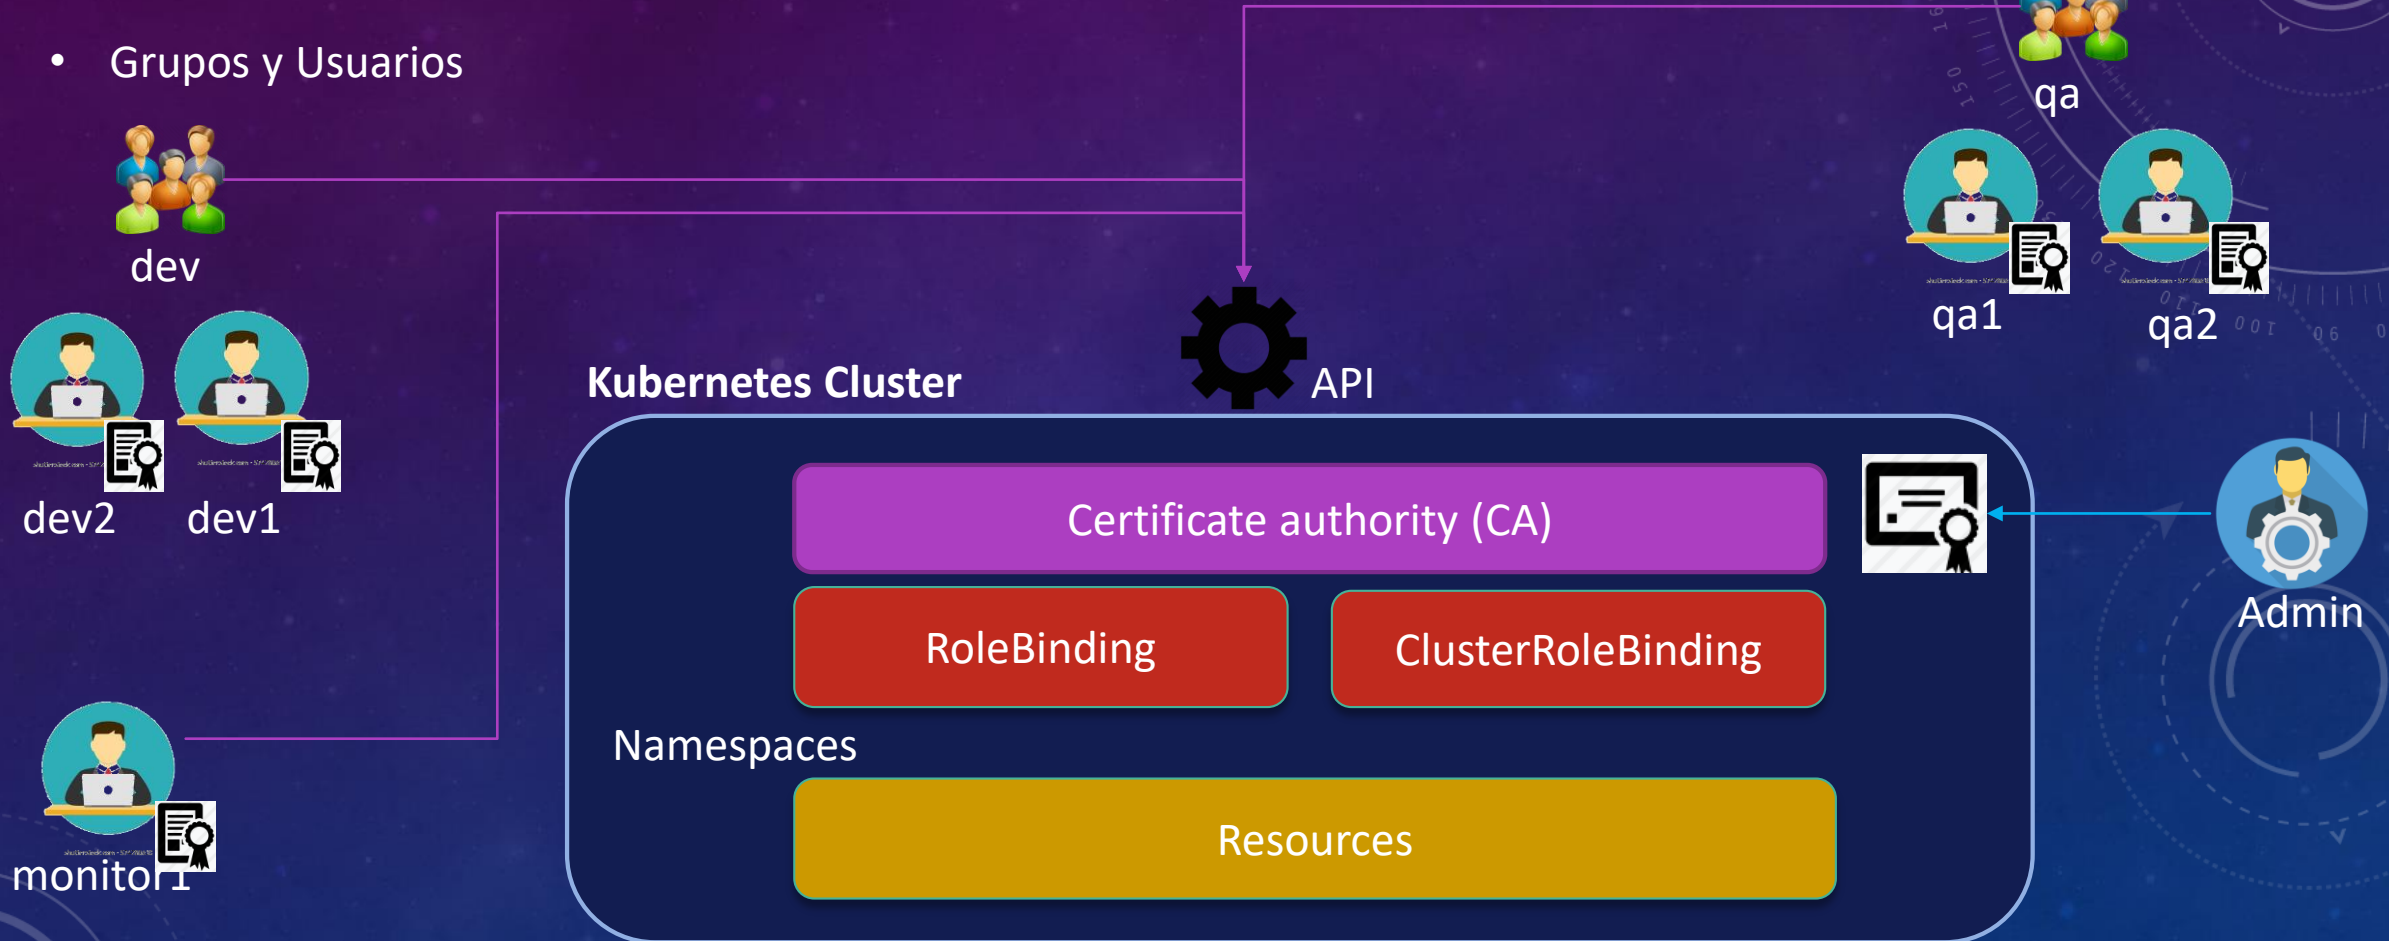 • Grupos y Usuarios
qa
dev
qa1
qa2
dev2
dev1
Kubernetes Cluster
API
Certificate authority (CA)
RoleBinding
ClusterRoleBinding
Admin
Namespaces
Resources
monitor1